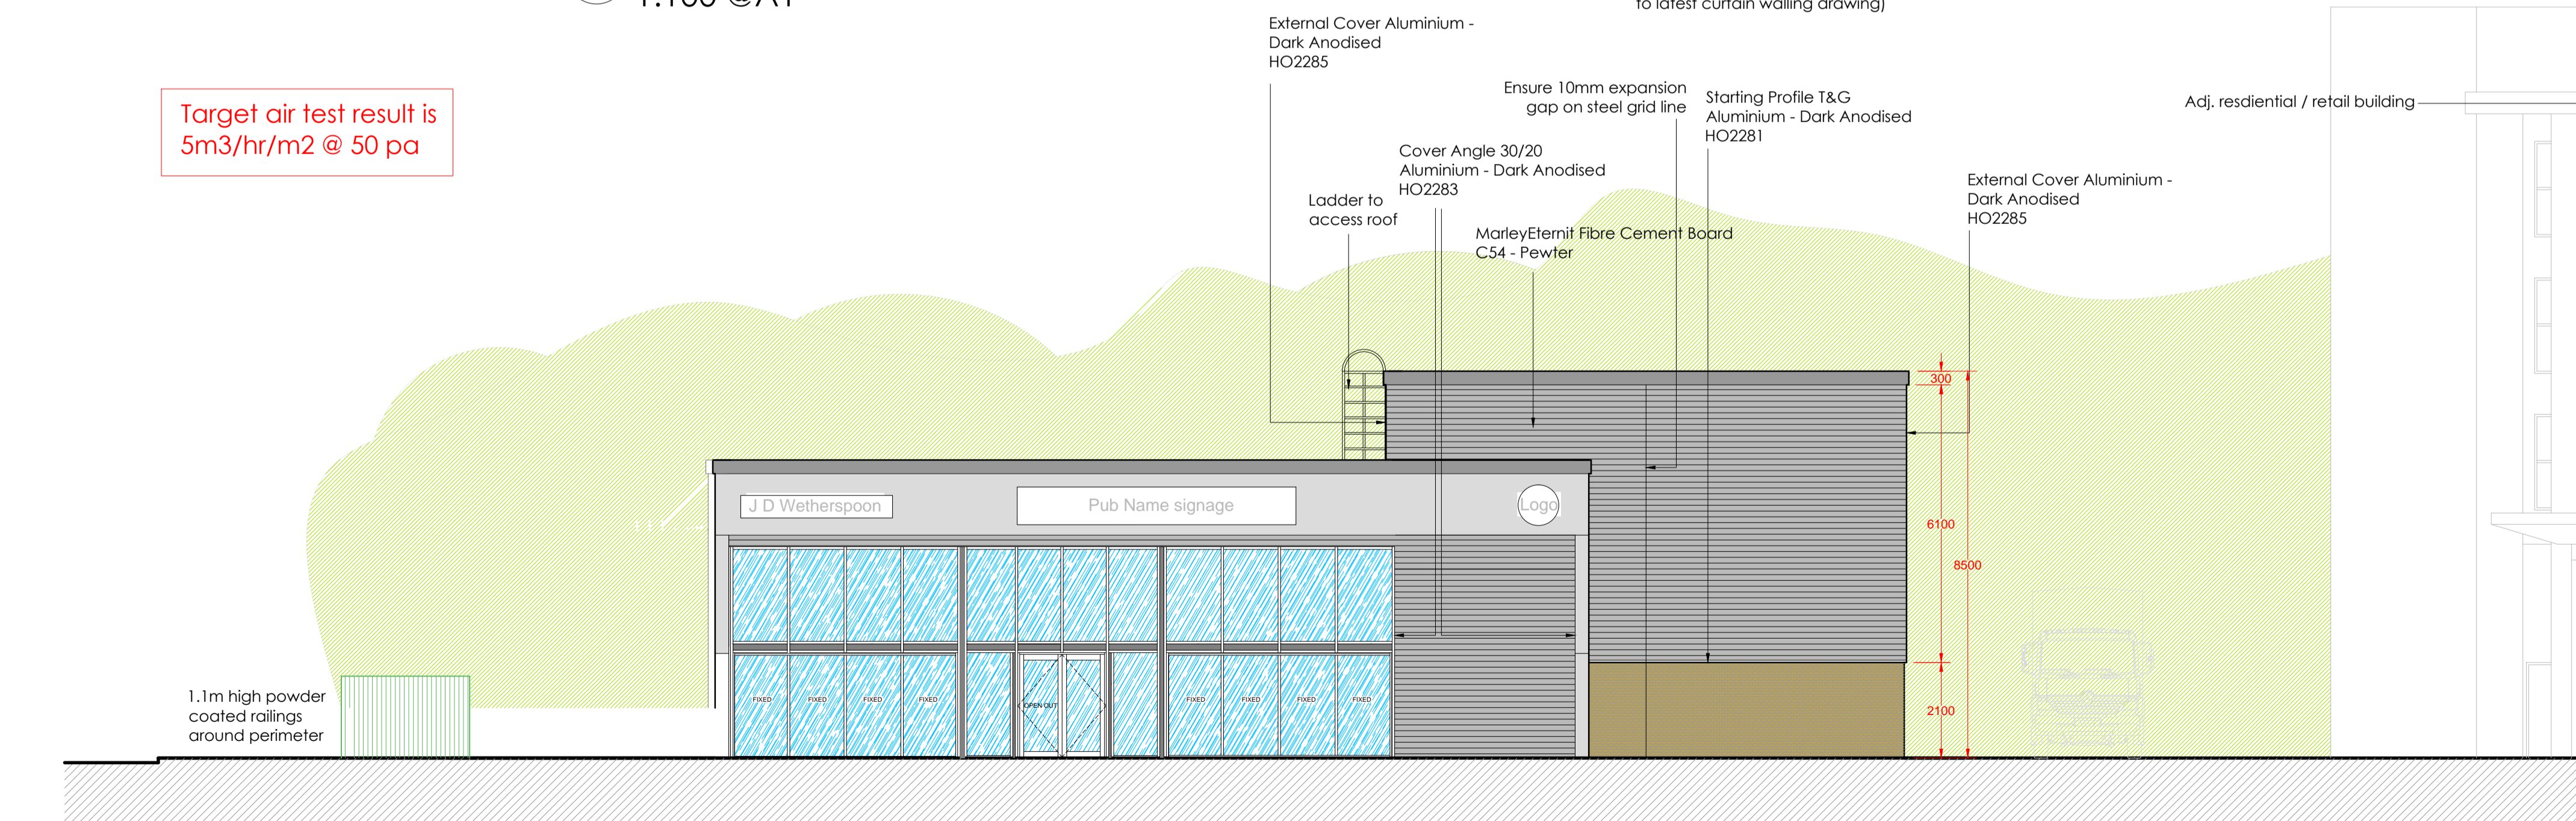 1:100 @A1
to latest curtain walling drawing)
External Cover Aluminium -
Dark Anodised
HO2285
Target air test result is
5m3/hr/m2 @ 50 pa
Ensure 10mm expansion
gap on steel grid line
Starting Profile T&G
Aluminium - Dark Anodised
HO2281
Adj. resdiential / retail building
Cover Angle 30/20
Aluminium - Dark Anodised
HO2283
External Cover Aluminium -
Dark Anodised
HO2285
Ladder to
access roof
MarleyEternit Fibre Cement Board
C54 - Pewter
300
6100
8500
2100
J D Wetherspoon
Pub Name signage
Logo
FIXED
FIXED
FIXED
FIXED
OPEN OUT
FIXED
FIXED
FIXED
FIXED
1.1m high powder
coated railings
around perimeter